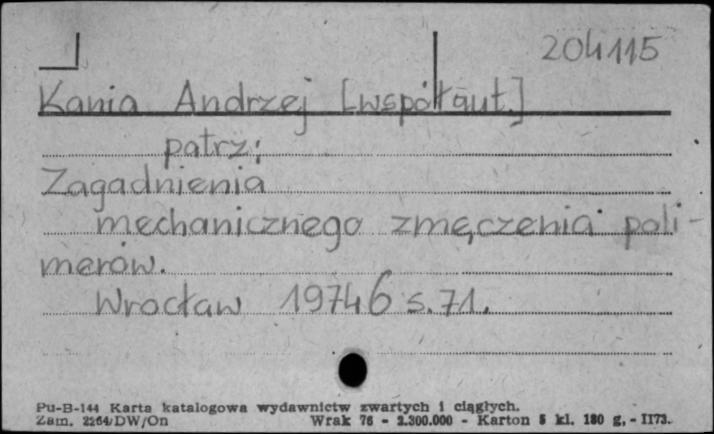 204115
Kania Andrzej [współaut.]
patrz:
Zagadnienia
mechanicznego zmęczenia poli-
merów.
Wrocław 1974 6 s. 71.
Pu-B-144 Karta katalogowa wydawnictw zwartych i ciągłych.
Zam. 2264/DW/On Wrak 76 - 2.300.000 - Karton 5 kl. 180 g. - II73.